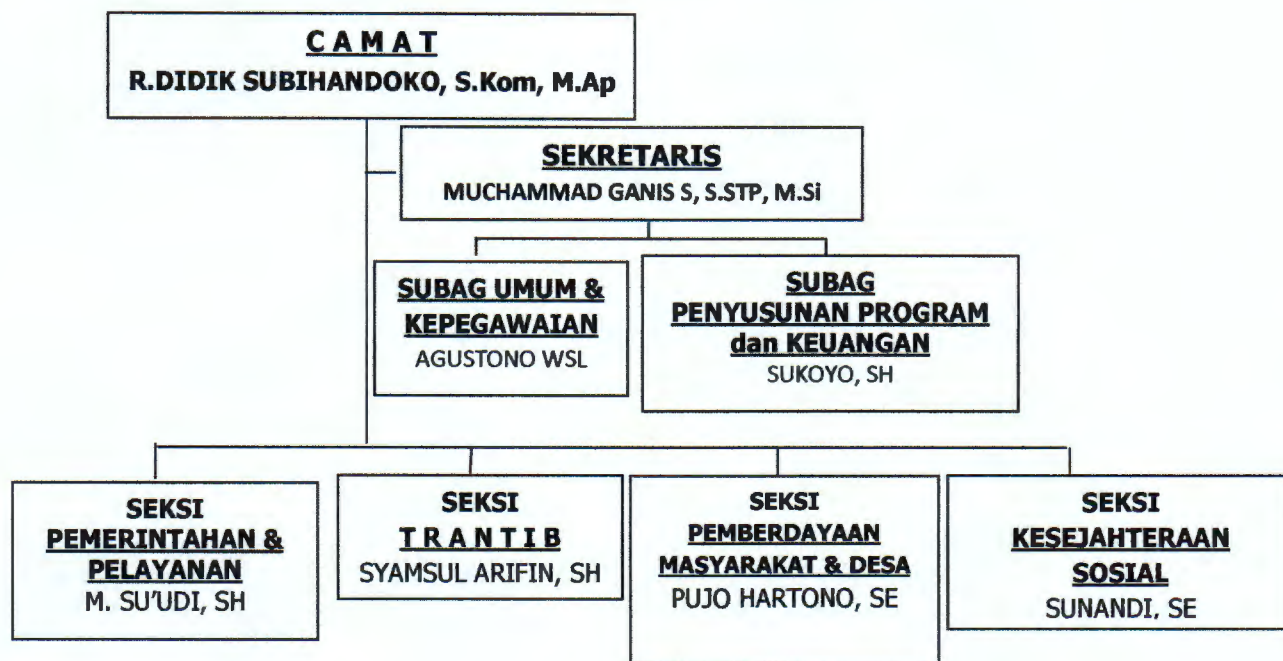 C A M A T
R.DIDIK SUBIHANDOKO, S.Kom, M.Ap
SEKRETARIS
MUCHAMMAD GANIS S, S.STP, M.Si
SUBAG UMUM &
KEPEGAWAIAN
AGUSTONO WSL
SUBAG
PENYUSUNAN PROGRAM
dan KEUANGAN
SUKOYO, SH
SEKSI
PEMERINTAHAN &
PELAYANAN
M. SU'UDI, SH
SEKSI
T R A N T I B
SYAMSUL ARIFIN, SH
SEKSI
PEMBERDAYAAN
MASYARAKAT & DESA
PUJO HARTONO, SE
SEKSI
KESEJAHTERAAN
SOSIAL
SUNANDI, SE